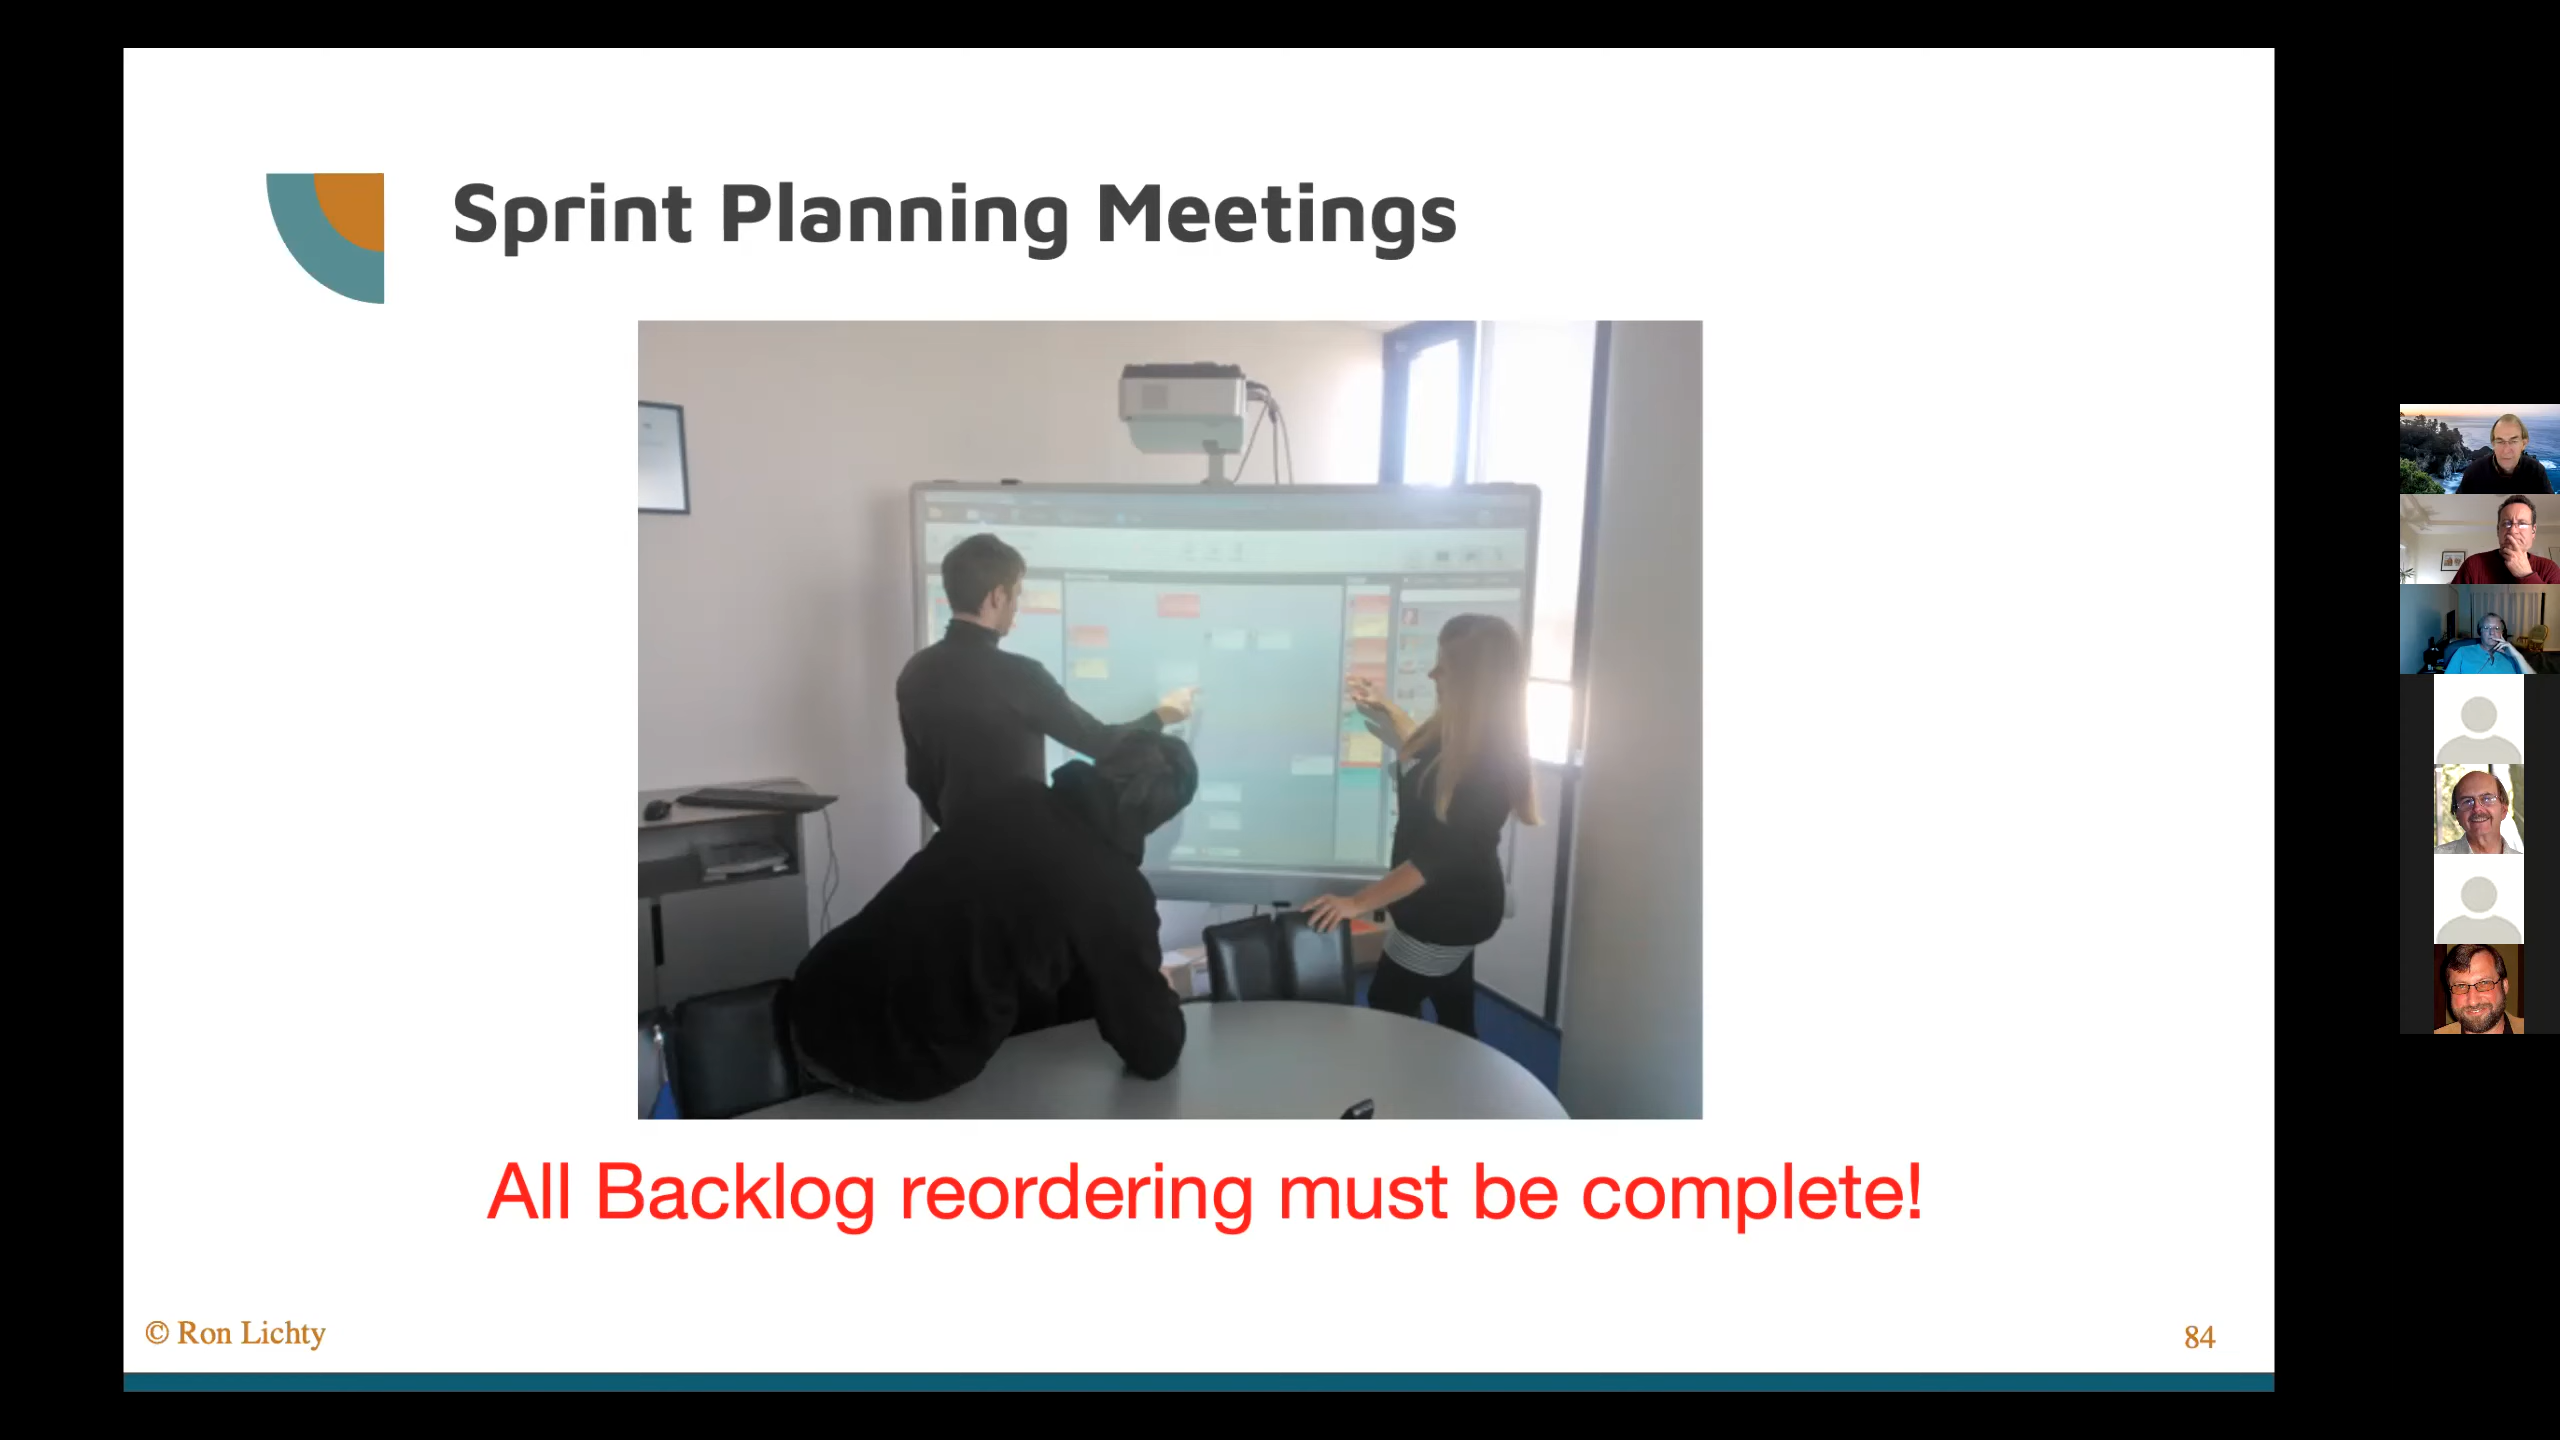 Sprint Planning Meetings
All Backlog reordering must be complete!
© Ron Lichty
84